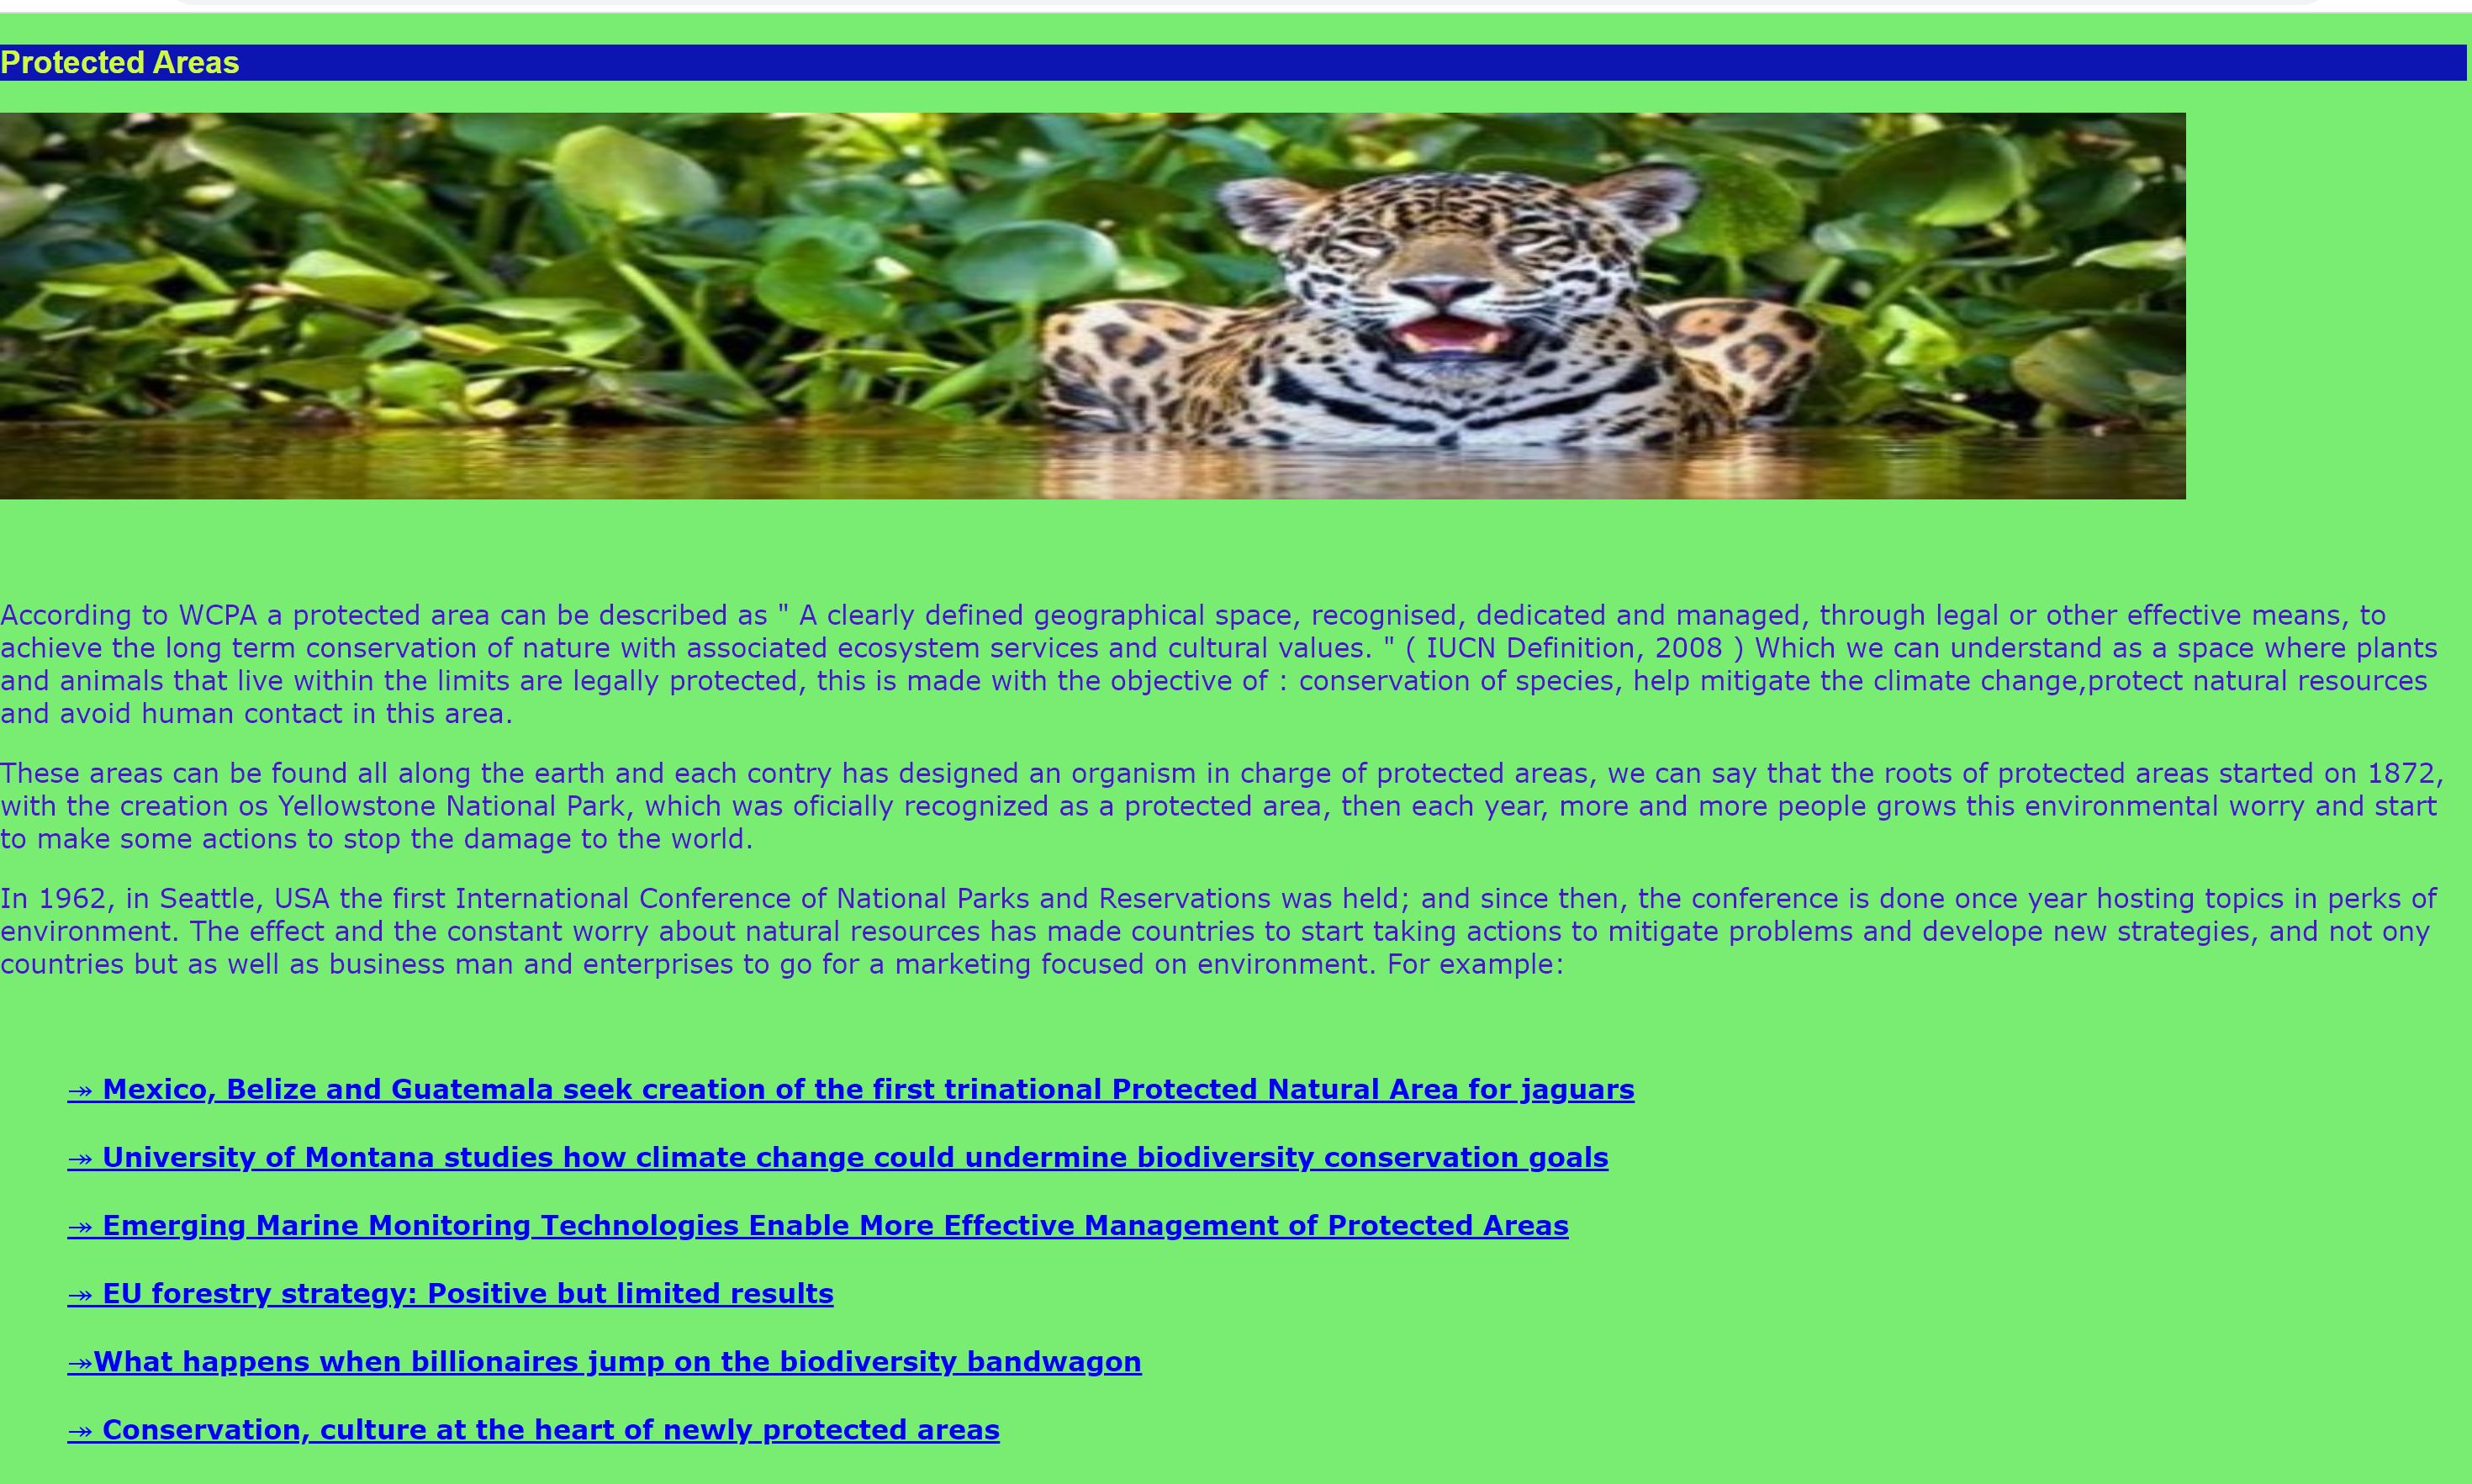 Protected Areas
According to WCPA a protected area can be described as " A clearly defined geographical space, recognised, dedicated and managed, through legal or other effective means, to
achieve the long term conservation of nature with associated ecosystem services and cultural values. " ( IUCN Definition, 2008 ) Which we can understand as a space where plants
and animals that live within the limits are legally protected, this is made with the objective of : conservation of species, help mitigate the climate change,protect natural resources
and avoid human contact in this area.
These areas can be found all along the earth and each contry has designed an organism in charge of protected areas, we can say that the roots of protected areas started on 1872,
with the creation os Yellowstone National Park, which was oficially recognized as a protected area, then each year, more and more people grows this environmental worry and start
to make some actions to stop the damage to the world.
In 1962, in Seattle, USA the first International Conference of National Parks and Reservations was held; and since then, the conference is done once year hosting topics in perks of
environment. The effect and the constant worry about natural resources has made countries to start taking actions to mitigate problems and develope new strategies, and not ony
countries but as well as business man and enterprises to go for a marketing focused on environment. For example:
↠ Mexico, Belize and Guatemala seek creation of the first trinational Protected Natural Area for jaguars
↠ University of Montana studies how climate change could undermine biodiversity conservation goals
↠ Emerging Marine Monitoring Technologies Enable More Effective Management of Protected Areas
↠ EU forestry strategy: Positive but limited results
↠What happens when billionaires jump on the biodiversity bandwagon
↠ Conservation, culture at the heart of newly protected areas